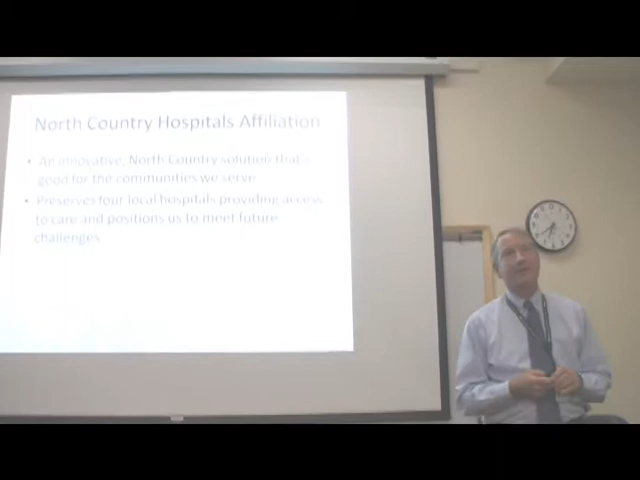 North Country Hospitals Affiliation
• An innovative, North Country solution that's
good for the communities we serve
• Preserves four local hospitals providing access
to care and positions us to meet future
challenges